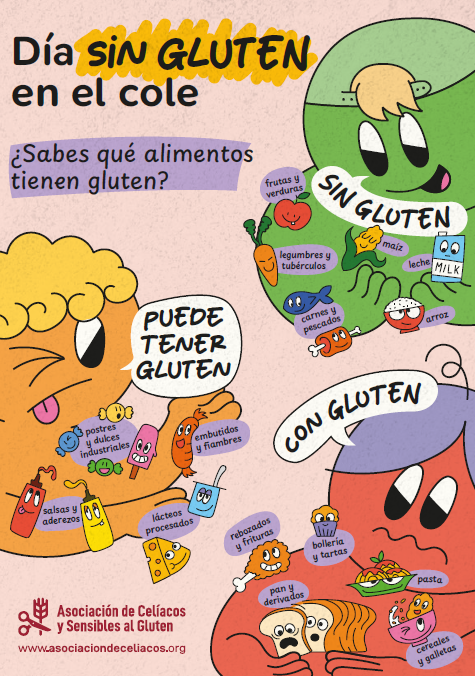 Día sin GLUTEN
en el cole
¿Sabes qué alimentos
tienen gluten?
SIN GLUTEN
frutas y
verduras
maíz
legumbres y
tubérculos
leche
MILK
carnes y
pescados
arroz
PUEDE
TENER
GLUTEN
postres
y dulces
industriales
embutidos
y fiambres
salsas y
aderezos
lácteos
procesados
CON GLUTEN
rebozados
y frituras
bollería
y tartas
pasta
pan y
derivados
cereales
y galletas
Asociación de Celíacos
y Sensibles al Gluten
www.asociaciondeceliacos.org